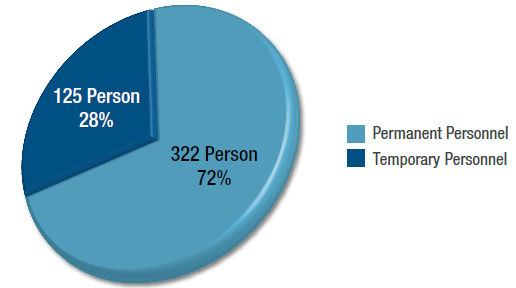 125 Person
28%
322 Person
72%
Permanent Personnel
Temporary Personnel